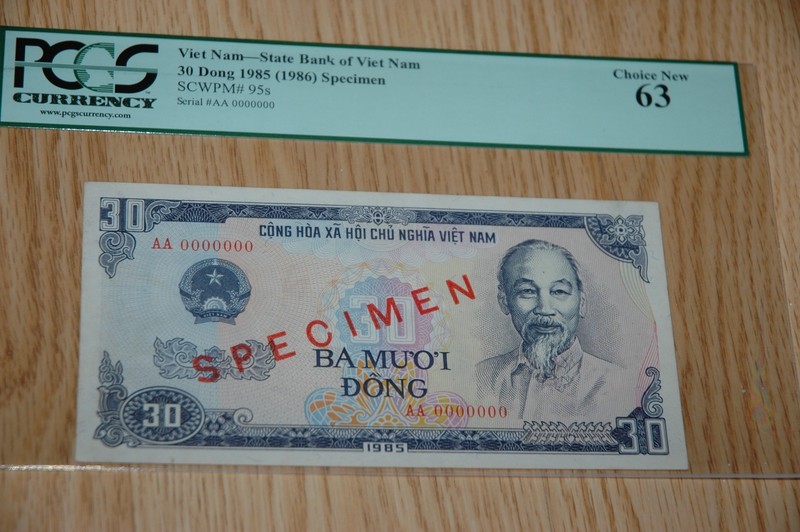 PCGS
CURRENCY
www.pcgscurrency.com
Viet Nam—State Bank of Viet Nam
30 Dong 1985 (1986) Specimen
SCWPM# 95s
Serial #AA 0000000
Choice New
63
30
CỘNG HÒA XÃ HỘI CHỦ NGHĨA VIỆT NAM
AA 0000000
SPECIMEN
30
BA MƯƠI
ĐỒNG
AA 0000000
30
1985
30